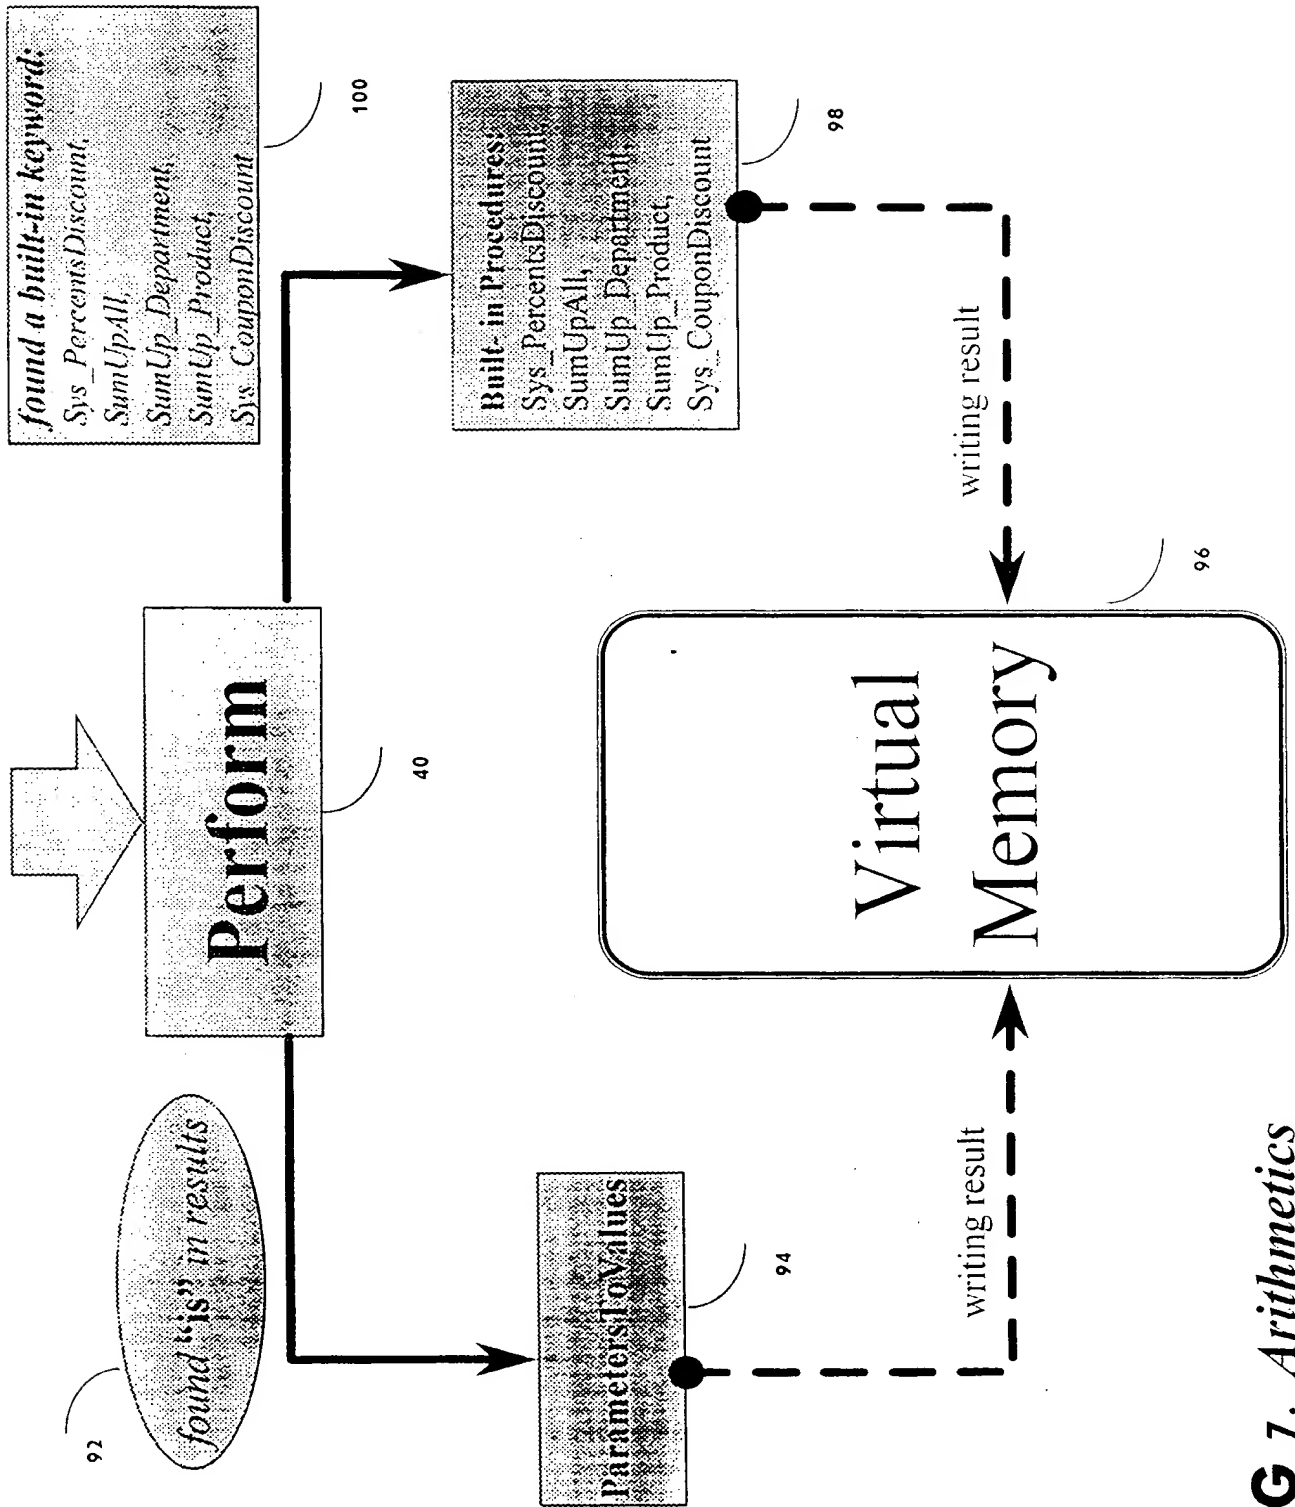 found "is" in results
92
Perform
40
found a built-in keyword:
Sys_PercentsDiscount,
SumUpAll,
SumUp_Department,
SumUp_Product,
Sys_CouponDiscount
100
ParametersToValues
94
Built- in Procedures:
Sys_PercentsDiscount,
SumUpAll,
SumUp_Department,
SumUp_Product,
Sys_CouponDiscount
98
writing result
writing result
Virtual
Memory
96
G 7. Arithmetics